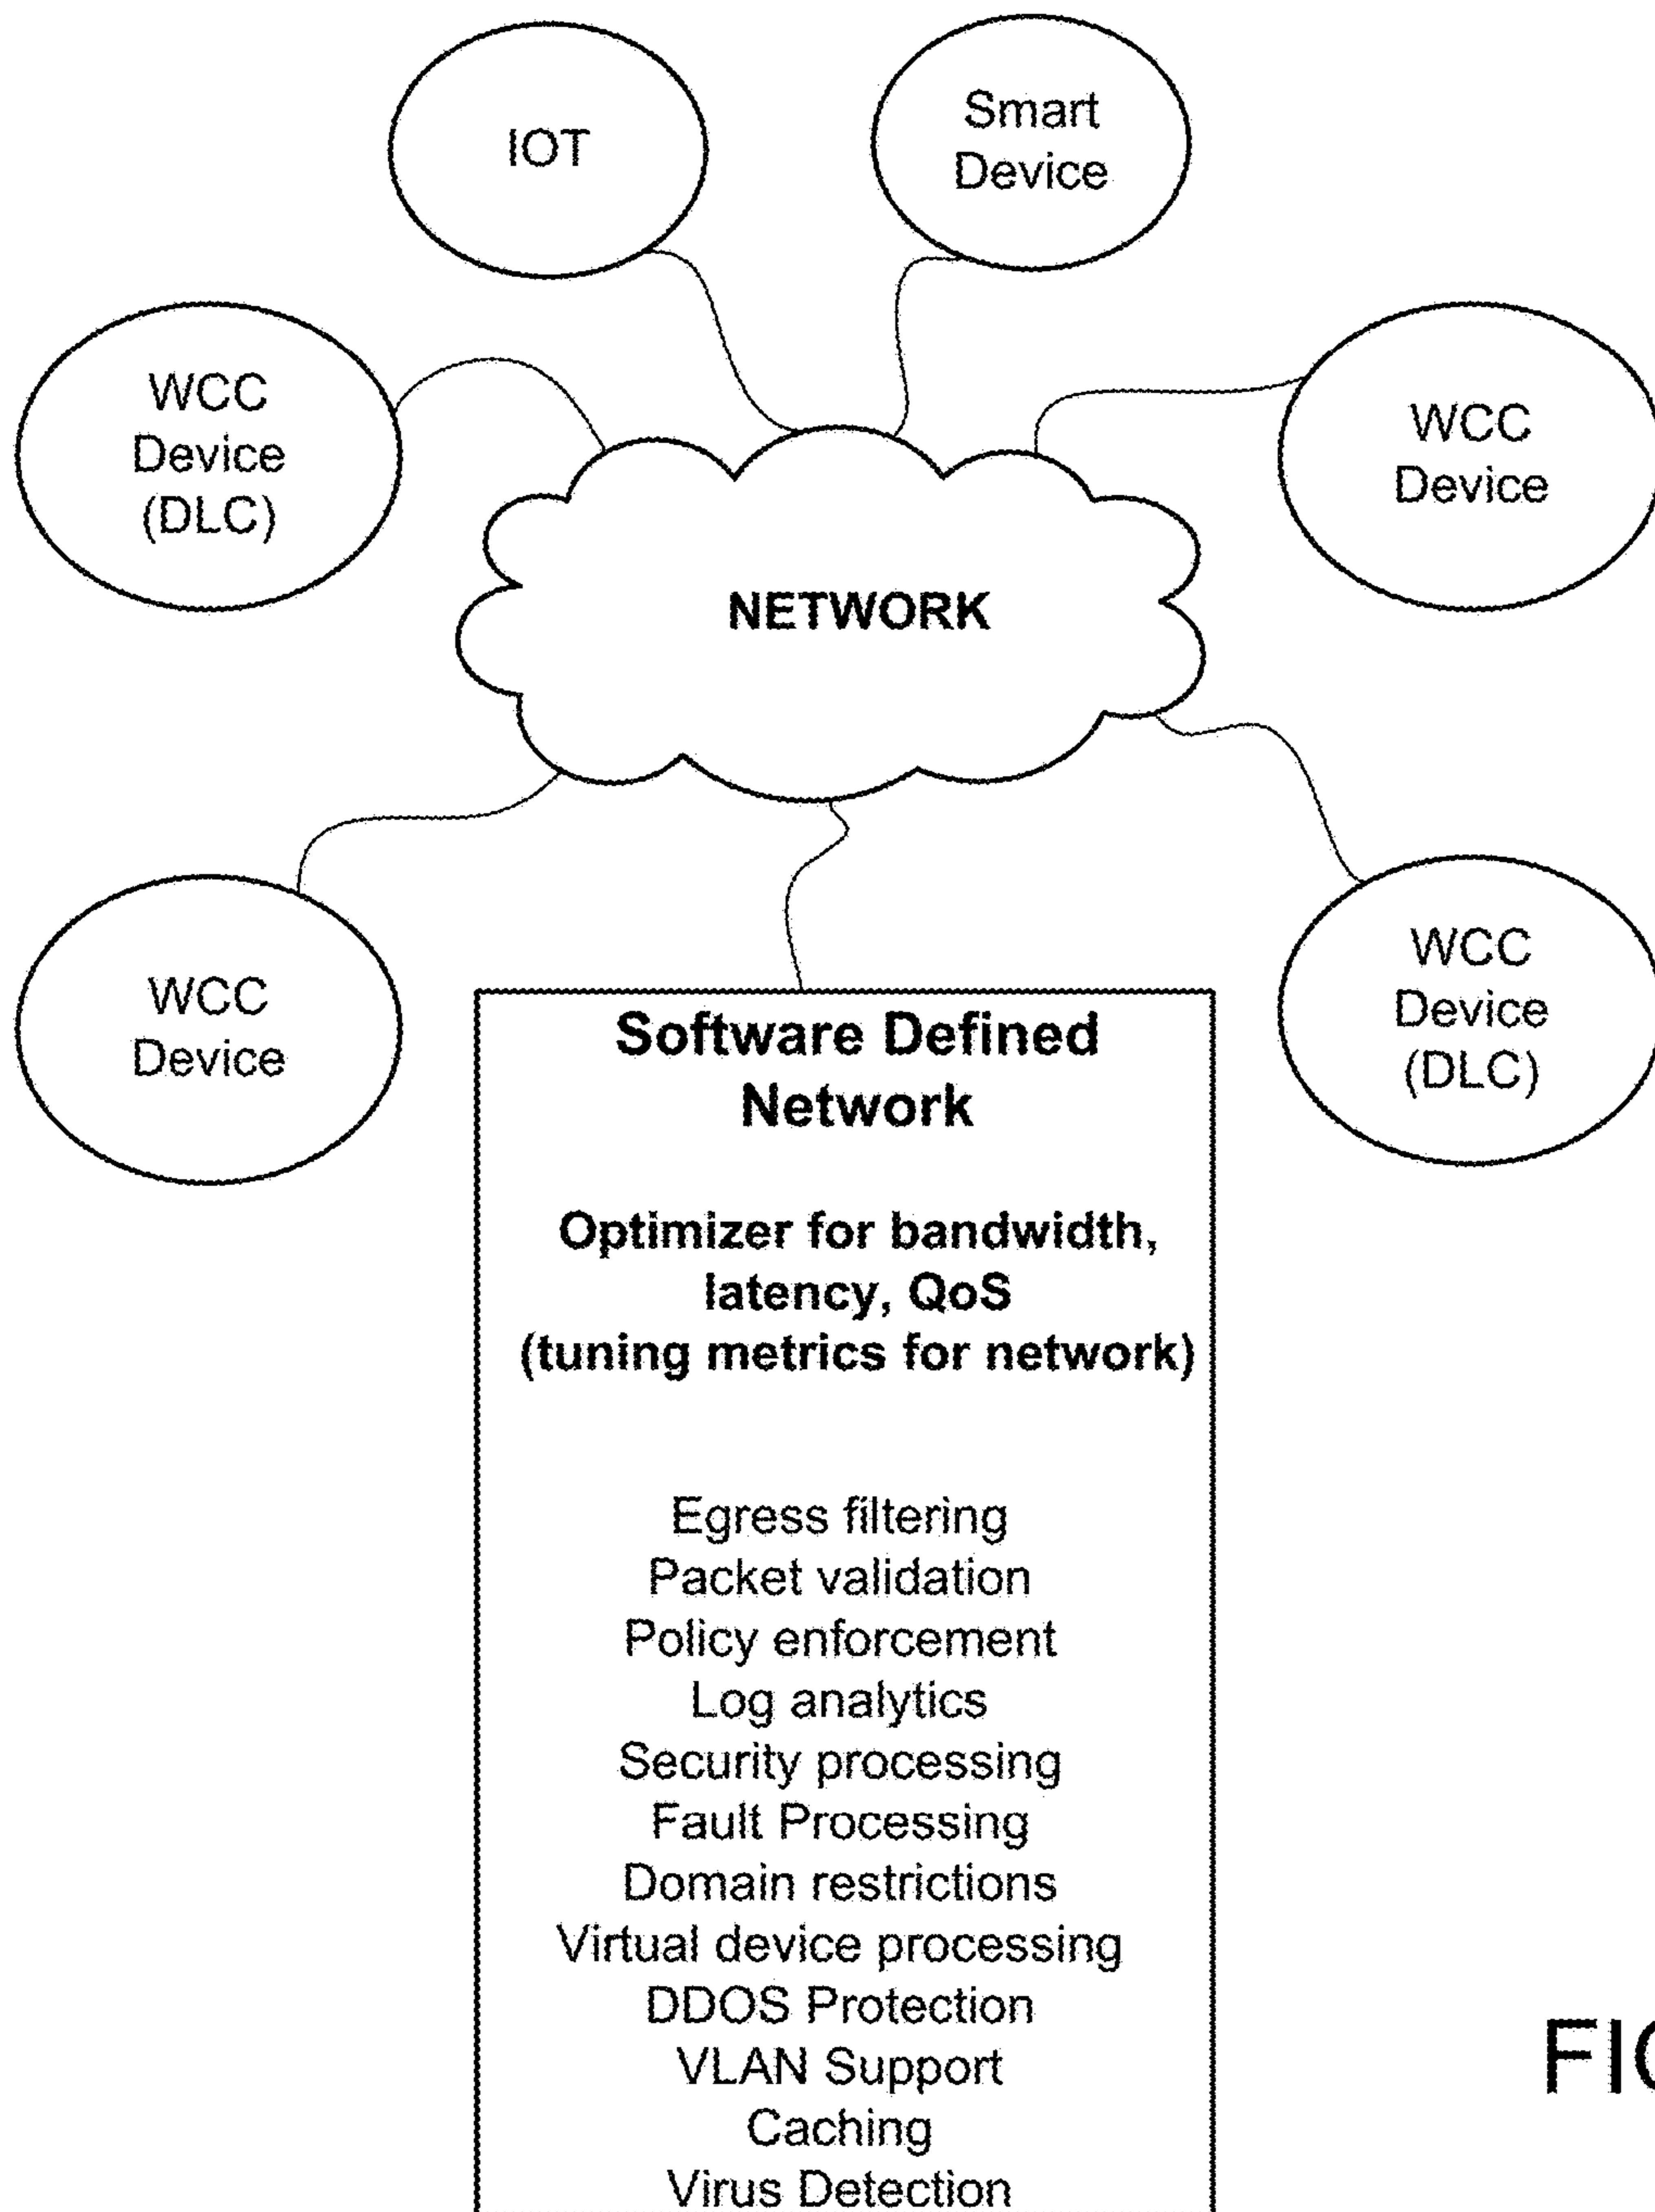 IOT
Smart
Device
WCC
Device
(DLC)
WCC
Device
NETWORK
WCC
Device
WCC
Device
(DLC)
Software Defined
Network
Optimizer for bandwidth,
latency, QoS
(tuning metrics for network)
Egress filtering
Packet validation
Policy enforcement
Log analytics
Security processing
Fault Processing
Domain restrictions
Virtual device processing
DDOS Protection
VLAN Support
Caching
Virus Detection